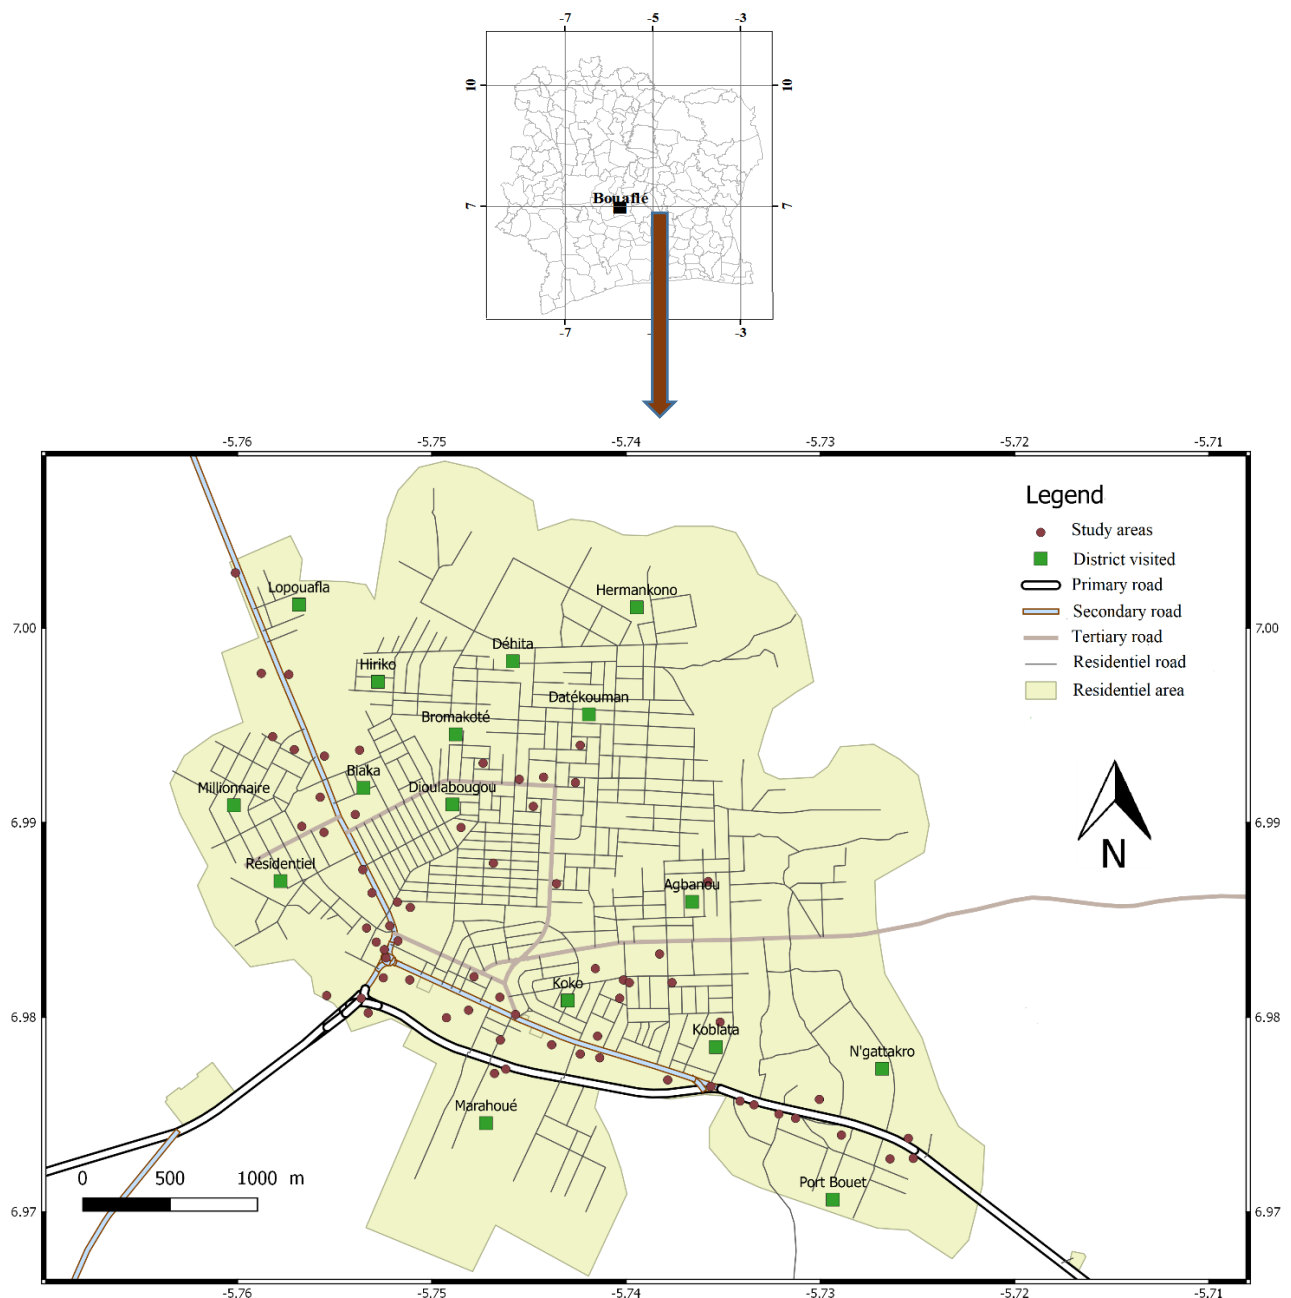 -7 -5 -3
10 10
Bouaflé
7 7
-7 -3
-5.76 -5.75 -5.74 -5.73 -5.72 -5.71
Legend
Study areas
District visited
Primary road
Secondary road
Tertiary road
Residentiel road
Residentiel area
Lopouafla
Hermankono
7.00 7.00
Déhita
Hiriko
Datékouman
Bromakoté
Biaka
Millionnaire
Dioulabougou
6.99 6.99
N
Résidentiel
Agbanou
Koko
6.98 6.98
Koblata
N'gattakro
Marahoué
0 500 1000 m
Port Bouet
6.97 6.97
-5.76 -5.75 -5.74 -5.73 -5.72 -5.71